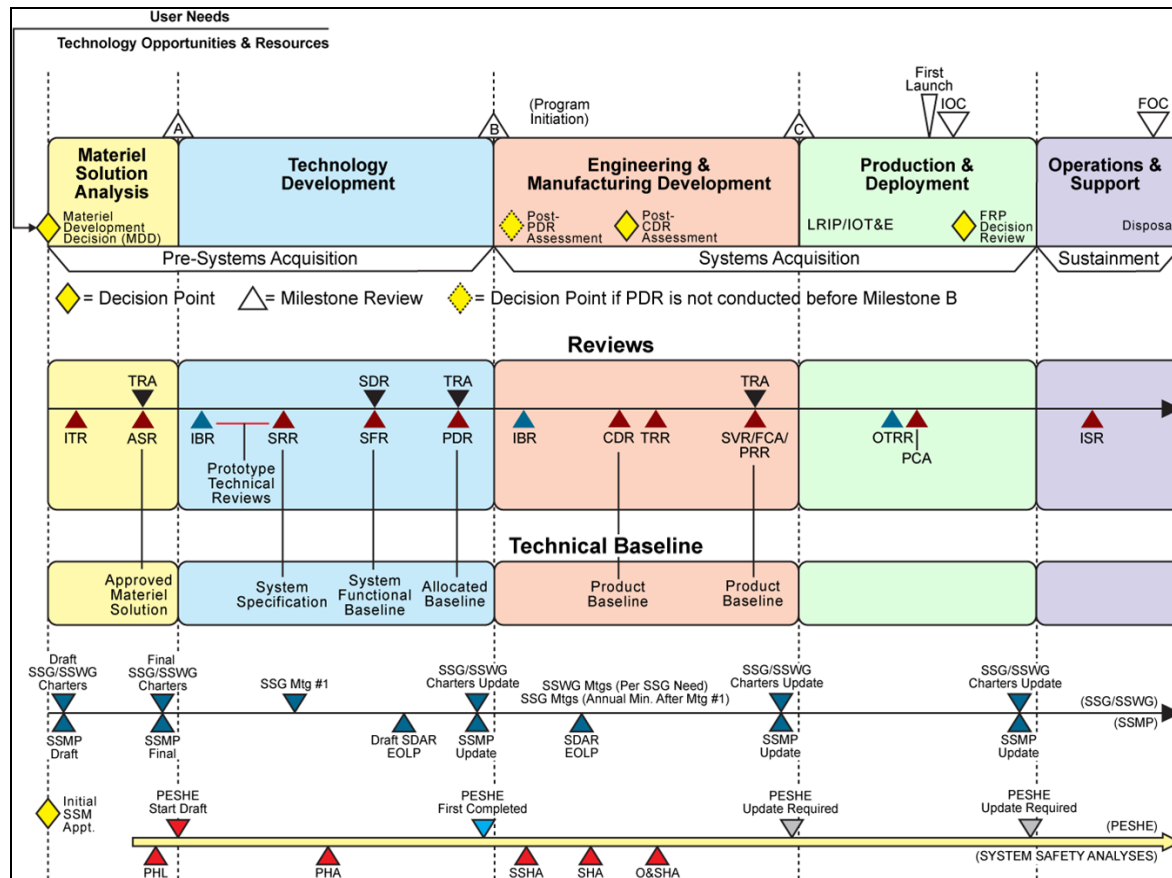 User Needs
Technology Opportunities & Resources
(Program
Initiation)
First
Launch
IOC
FOC
A
B
C
Materiel
Solution
Analysis
Technology
Development
Engineering &
Manufacturing Development
Production &
Deployment
Operations &
Support
Materiel
Development
Decision (MDD)
Post-
PDR
Assessment
Post-
CDR
Assessment
LRIP/IOT&E
FRP
Decision
Review
Disposa
Pre-Systems Acquisition
Systems Acquisition
Sustainment
= Decision Point
= Milestone Review
= Decision Point if PDR is not conducted before Milestone B
Reviews
TRA
SDR
TRA
TRA
ITR
ASR
IBR
SRR
SFR
PDR
IBR
CDR
TRR
SVR/FCA/
PRR
OTRR
PCA
ISR
Prototype
Technical
Reviews
Technical Baseline
Approved
Materiel
Solution
System
Specification
System
Functional
Baseline
Allocated
Baseline
Product
Baseline
Product
Baseline
Draft
SSG/SSWG
Charters
Final
SSG/SSWG
Charters
SSG Mtg #1
SSG/SSWG
Charters Update
SSWG Mtgs (Per SSG Need)
SSG Mtgs (Annual Min. After Mtg #1)
SSG/SSWG
Charters Update
SSG/SSWG
Charters Update
(SSG/SSWG)
(SSMP)
SSMP
Draft
SSMP
Final
Draft SDAR
EOLP
SSMP
Update
SDAR
EOLP
SSMP
Update
SSMP
Update
Initial
SSM
Appt.
PESHE
Start Draft
PESHE
First Completed
PESHE
Update Required
PESHE
Update Required
(PESHE)
(SYSTEM SAFETY ANALYSES)
PHL
PHA
SSHA
SHA
O&SHA